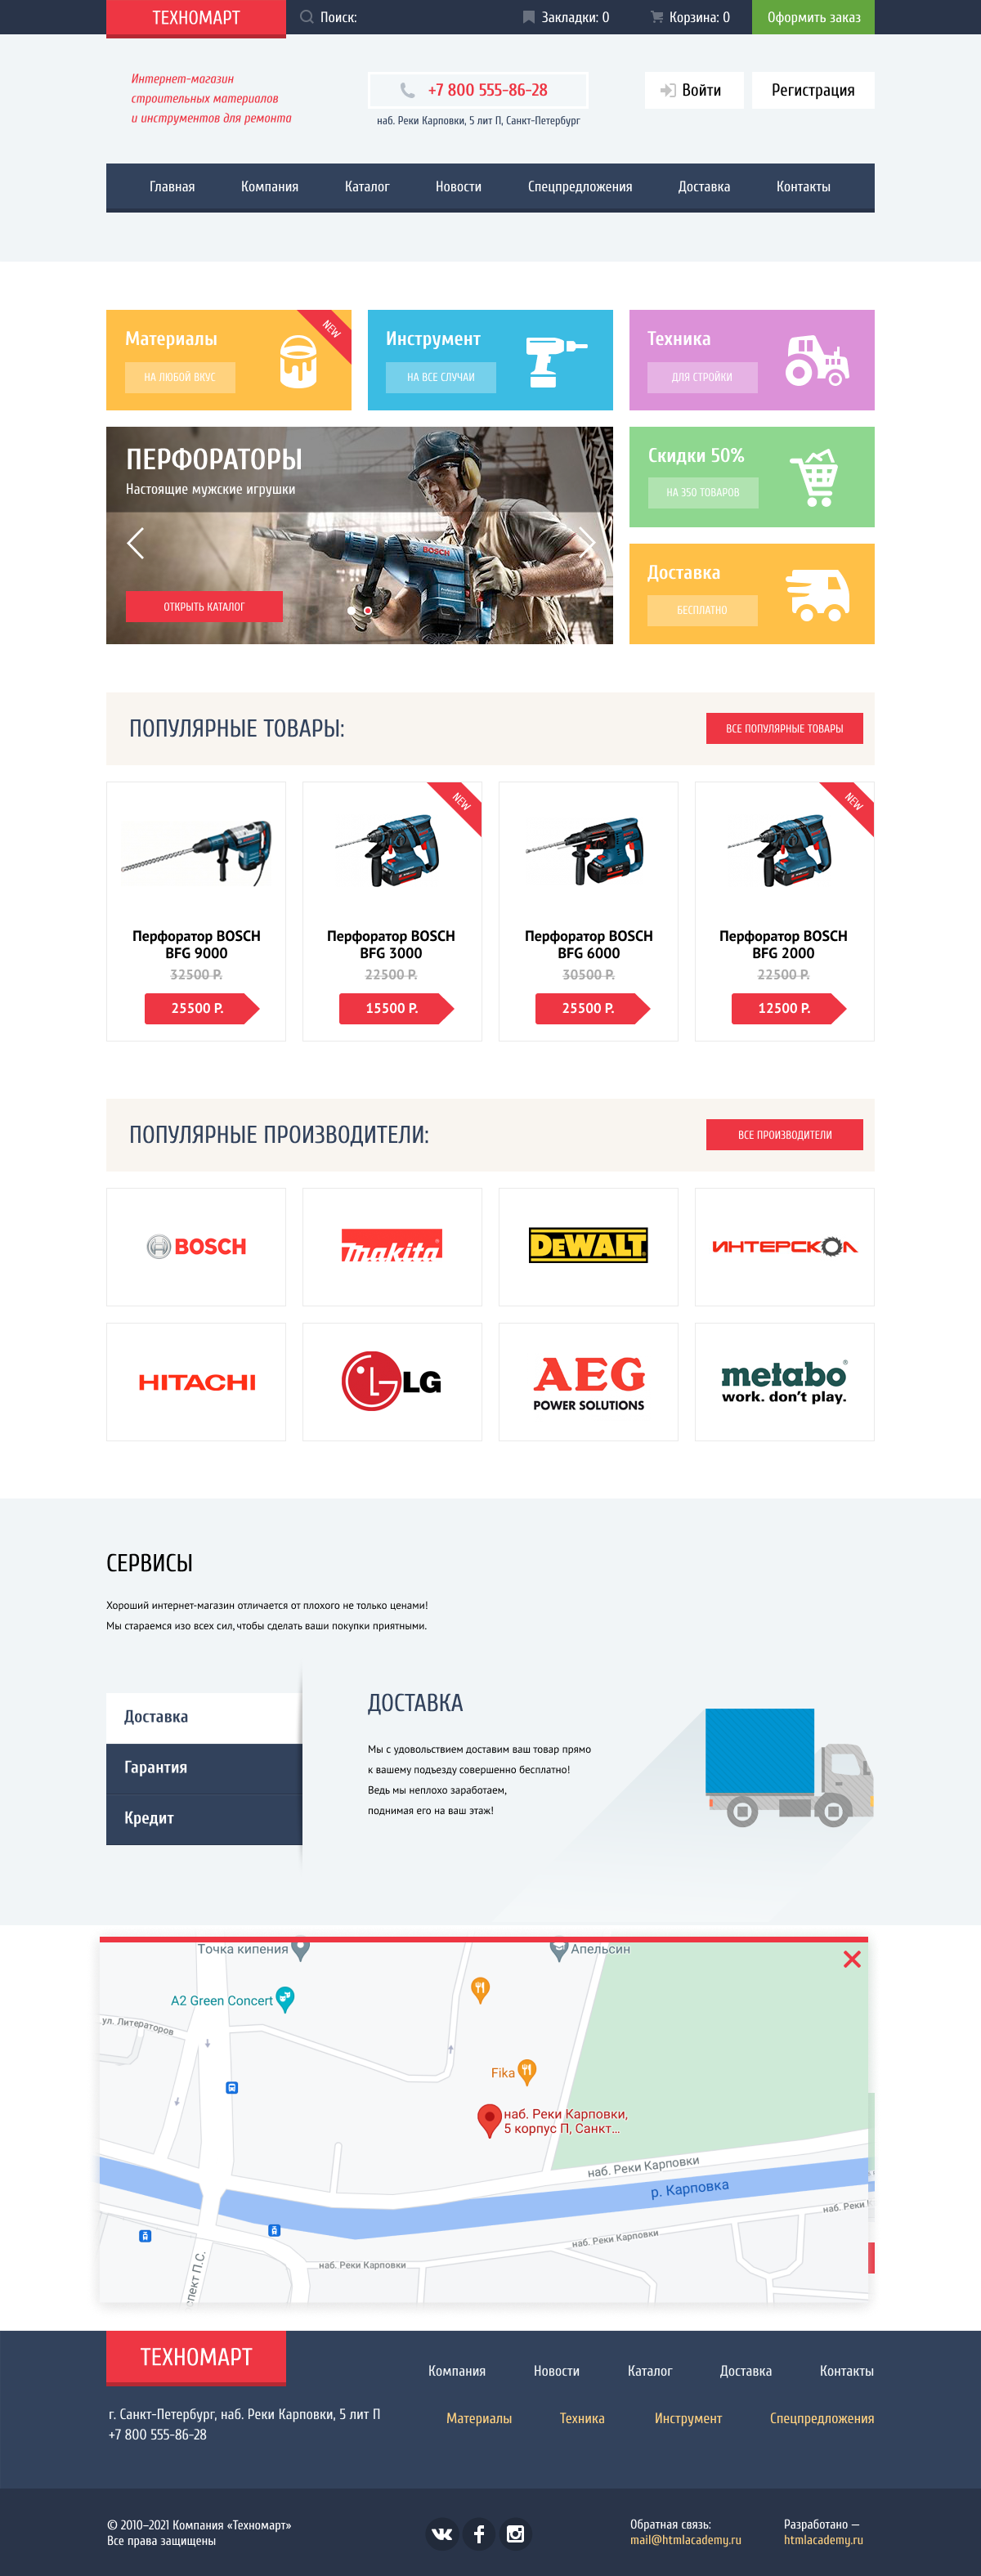 ТЕХНОМАРТ
Поиск:
Закладки: 0
Корзина: 0
Оформить заказ
Интернет-магазин
строительных материалов
и инструментов для ремонта
+7 800 555-86-28
наб. Реки Карповки, 5 лит П, Санкт-Петербург
Войти
Регистрация
Главная
Компания
Каталог
Новости
Спецпредложения
Доставка
Контакты
Материалы
НА ЛЮБОЙ ВКУС
NEW
Инструмент
НА ВСЕ СЛУЧАИ
Техника
ДЛЯ СТРОЙКИ
ПЕРФОРАТОРЫ
Настоящие мужские игрушки
BOSCH
ОТКРЫТЬ КАТАЛОГ
Скидки 50%
НА 350 ТОВАРОВ
Доставка
БЕСПЛАТНО
ПОПУЛЯРНЫЕ ТОВАРЫ:
ВСЕ ПОПУЛЯРНЫЕ ТОВАРЫ
Перфоратор BOSCH
BFG 9000
32500 Р.
25500 Р.
NEW
Перфоратор BOSCH
BFG 3000
22500 Р.
15500 Р.
Перфоратор BOSCH
BFG 6000
30500 Р.
25500 Р.
NEW
Перфоратор BOSCH
BFG 2000
22500 Р.
12500 Р.
ПОПУЛЯРНЫЕ ПРОИЗВОДИТЕЛИ:
ВСЕ ПРОИЗВОДИТЕЛИ
BOSCH
makita
DEWALT
ИНТЕРСКОЛ
HITACHI
LG
AEG
POWER SOLUTIONS
metabo®
work. don't play.
СЕРВИСЫ
Хороший интернет-магазин отличается от плохого не только ценами!
Мы стараемся изо всех сил, чтобы сделать ваши покупки приятными.
Доставка
Гарантия
Кредит
ДОСТАВКА
Мы с удовольствием доставим ваш товар прямо
к вашему подъезду совершенно бесплатно!
Ведь мы неплохо заработаем,
поднимая его на ваш этаж!
Точка кипения
Апельсин
A2 Green Concert
ул. Литераторов
Fika
наб. Реки Карповки,
5 корпус П, Санкт...
наб. Реки Карповки
р. Карповка
наб. Реки
наб. Реки Карповки
наб. Реки Карповки
спект П.С.
ТЕХНОМАРТ
г. Санкт-Петербург, наб. Реки Карповки, 5 лит П
+7 800 555-86-28
Компания
Новости
Каталог
Доставка
Контакты
Материалы
Техника
Инструмент
Спецпредложения
© 2010–2021 Компания «Техномарт»
Все права защищены
Обратная связь:
mail@htmlacademy.ru
Разработано —
htmlacademy.ru